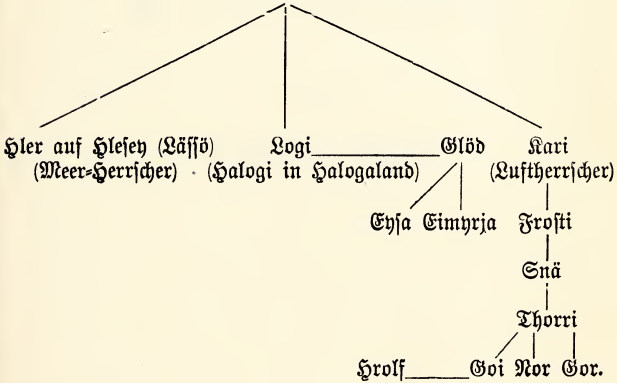 Hler auf Hlesey (Lässö) Logi Glöd Kari
(Meer-Herrscher) (Halogi in Halogaland) (Luftherrscher)
Eysa Eimyrja Frosti
Snä
Thorri
Hrolf Goi Nor Gor.